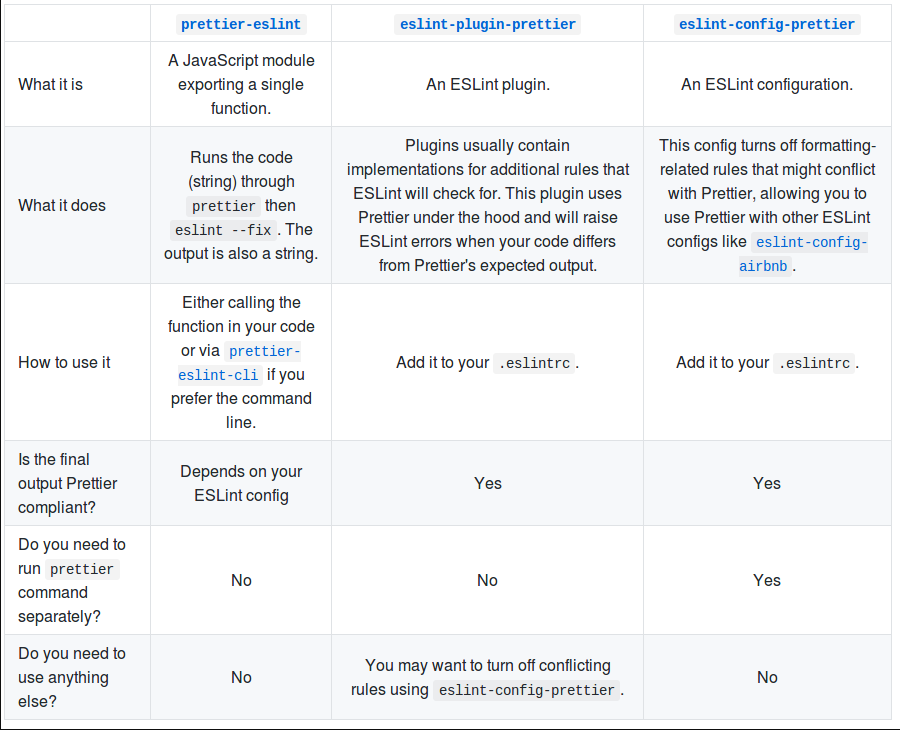 prettier-eslint
eslint-plugin-prettier
eslint-config-prettier
What it is
A JavaScript module
exporting a single
function.
An ESLint plugin.
An ESLint configuration.
What it does
Runs the code
(string) through
prettier then
eslint --fix. The
output is also a string.
Plugins usually contain
implementations for additional rules that
ESLint will check for. This plugin uses
Prettier under the hood and will raise
ESLint errors when your code differs
from Prettier's expected output.
This config turns off formatting-
related rules that might conflict
with Prettier, allowing you to
use Prettier with other ESLint
configs like eslint-config-
airbnb.
How to use it
Either calling the
function in your code
or via prettier-
eslint-cli if you
prefer the command
line.
Add it to your .eslintrc.
Add it to your .eslintrc.
Is the final
output Prettier
compliant?
Depends on your
ESLint config
Yes
Yes
Do you need to
run prettier
command
separately?
No
No
Yes
Do you need to
use anything
else?
No
You may want to turn off conflicting
rules using eslint-config-prettier.
No